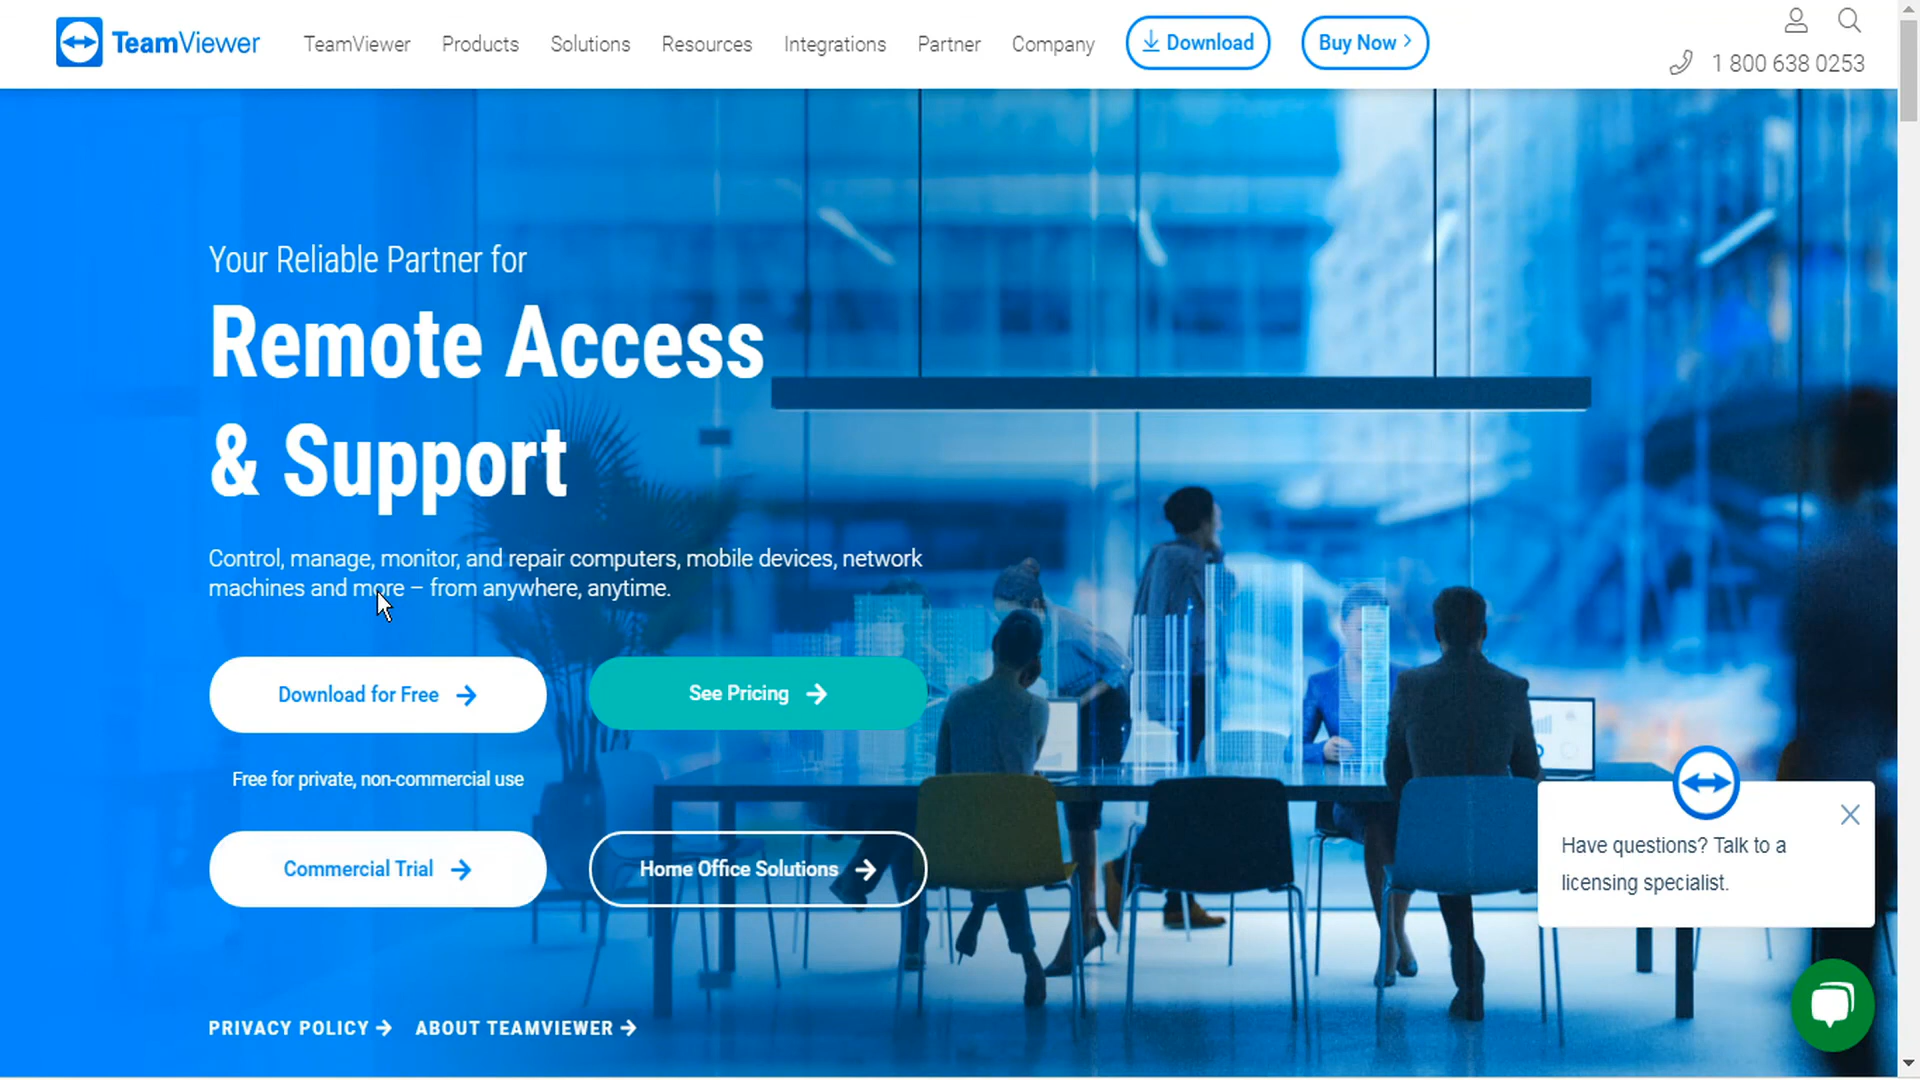 TeamViewer
TeamViewer
Products
Solutions
Resources
Integrations
Partner
Company
Download
Buy Now
1 800 638 0253
Your Reliable Partner for
Remote Access
& Support
Control, manage, monitor, and repair computers, mobile devices, network
machines and more – from anywhere, anytime.
Download for Free
See Pricing
Free for private, non-commercial use
Commercial Trial
Home Office Solutions
Have questions? Talk to a
licensing specialist.
PRIVACY POLICY
ABOUT TEAMVIEWER